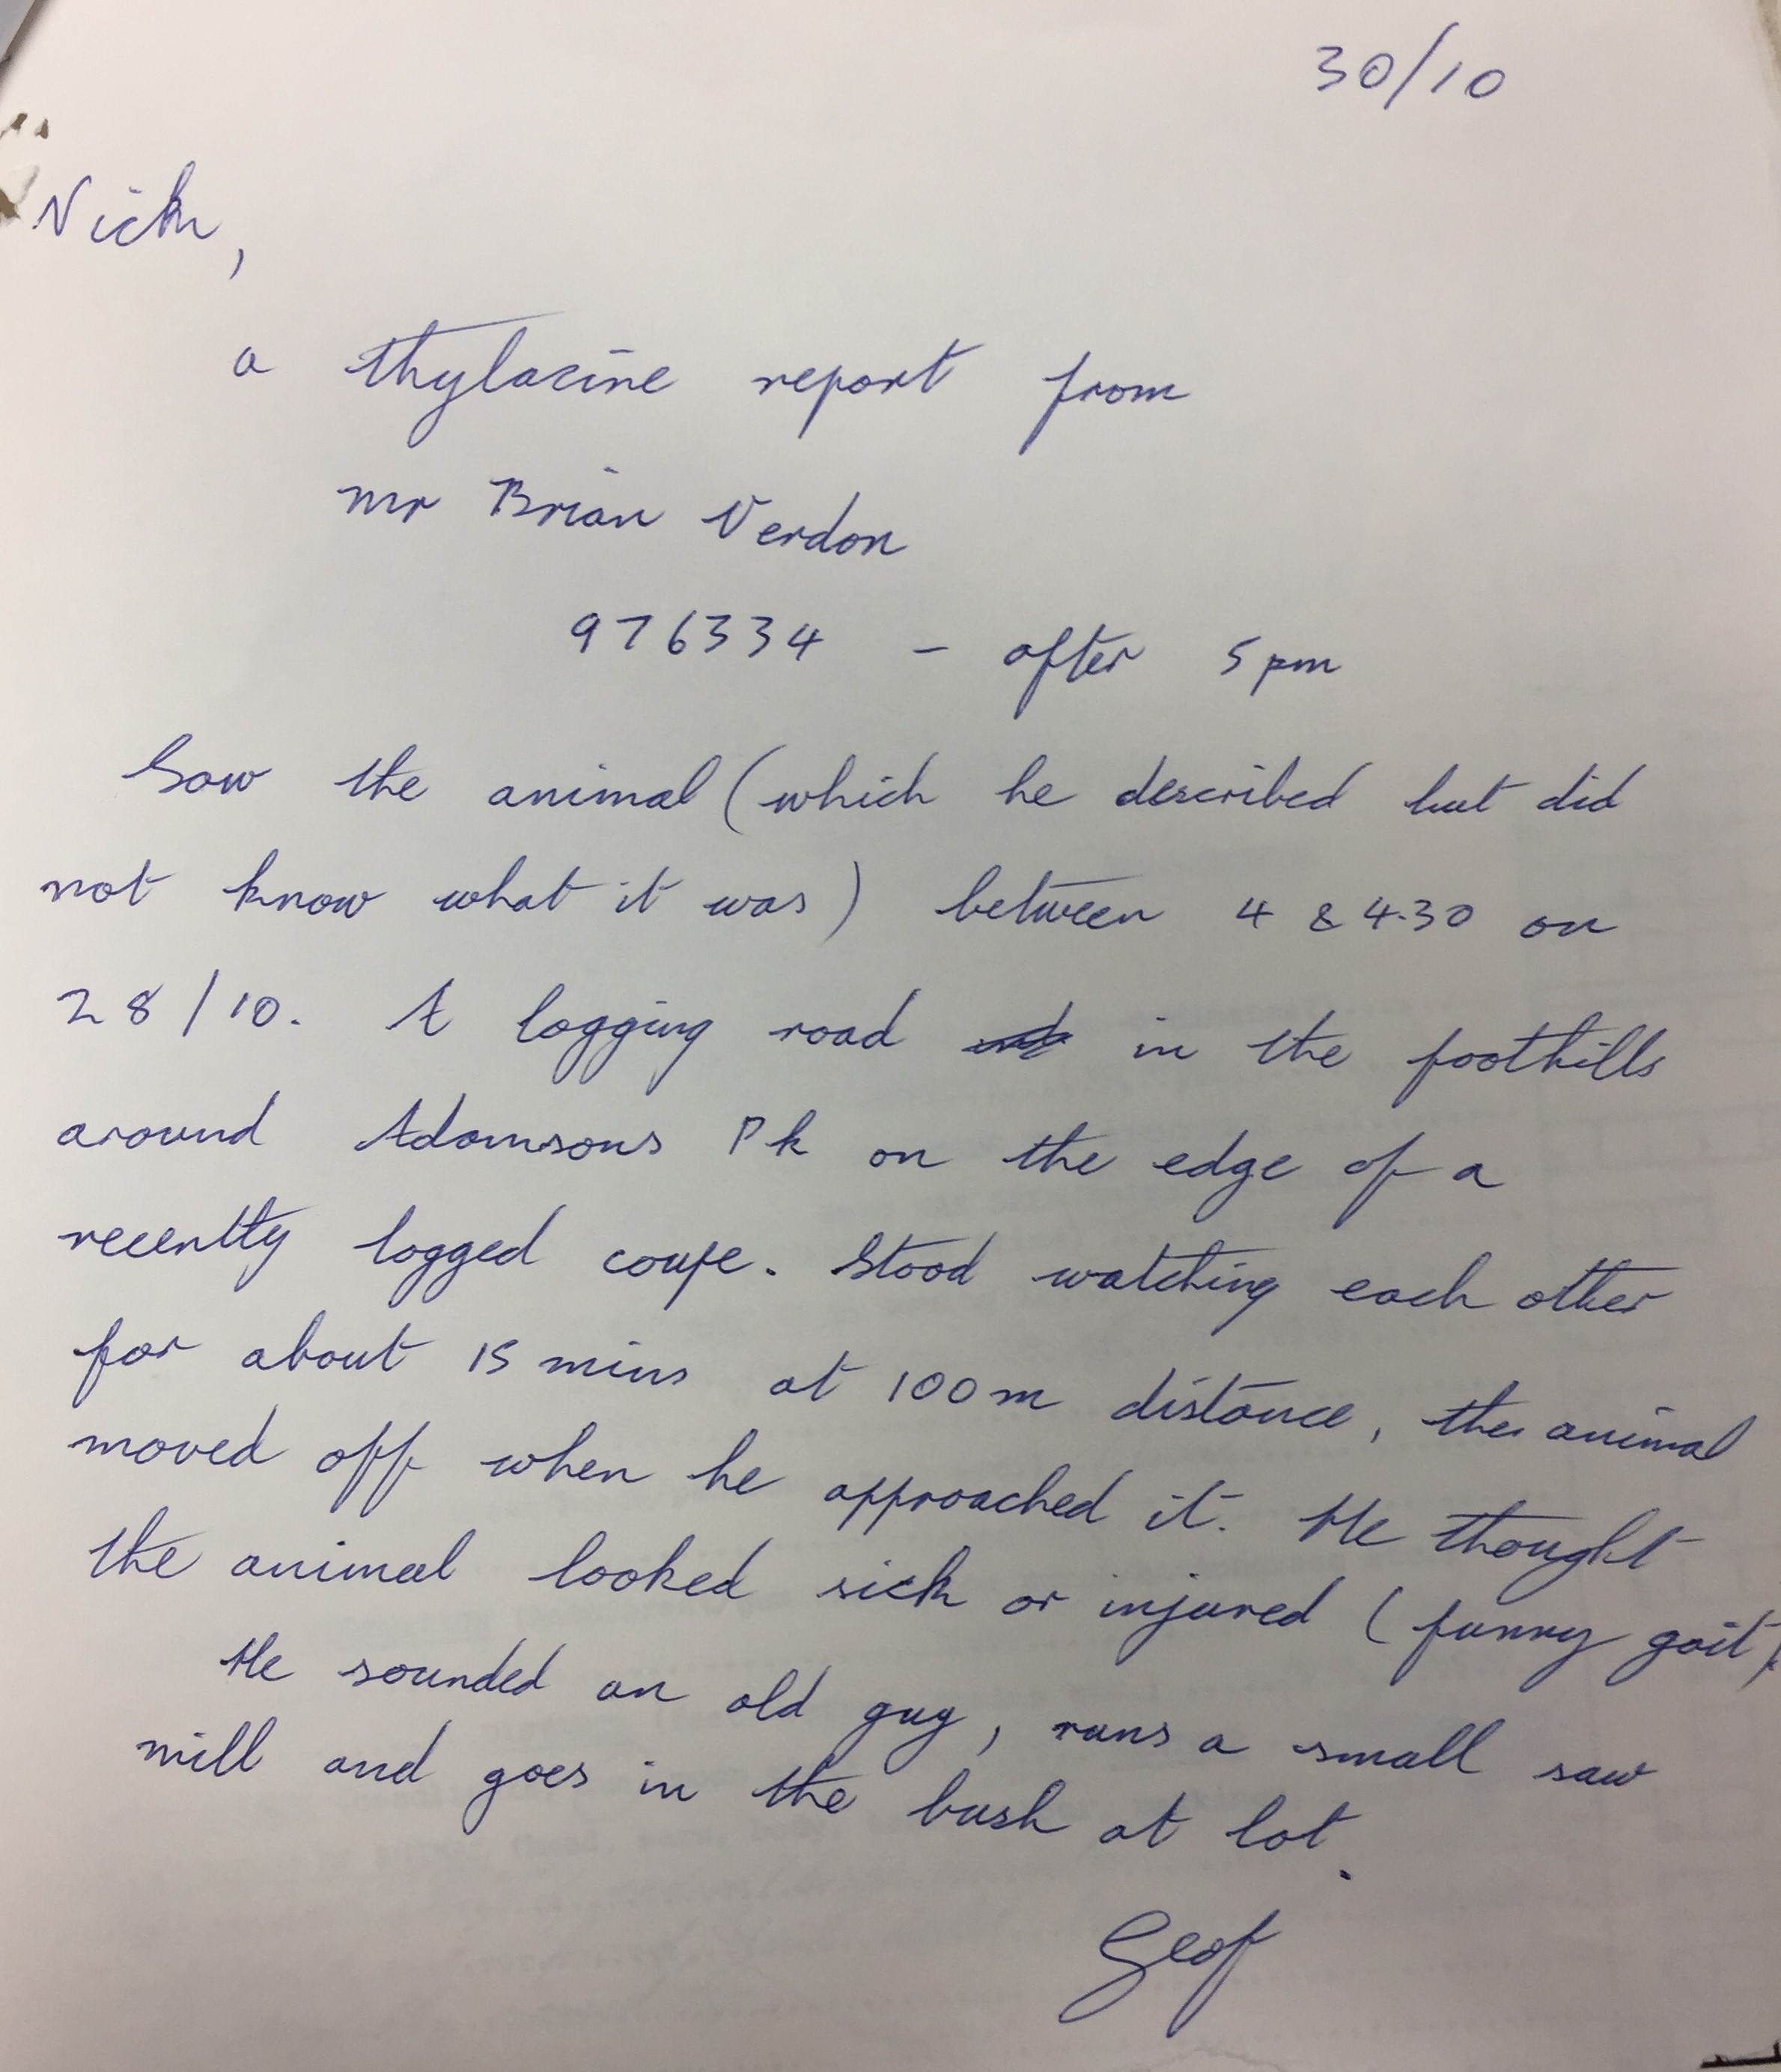 30/10
Nick,
a thylacine report from
Mr Brian Verdon
976334 - after 5 pm
Saw the animal (which he described but did
not know what it was) between 4 & 4.30 on
28/10. A logging road in the foothills
around Adamsons Pk on the edge of a
recently logged coupe. Stood watching each other
for about 15 mins at 100m distance, the animal
moved off when he approached it. He thought
the animal looked sick or injured (funny gait).
He sounded an old guy, runs a small saw
mill and goes in the bush at lot.
Geof